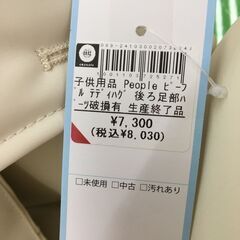 子供用品 People ピープ
ル テディハグ 後ろ足部パ
ーツ破損有 生産終了品
￥7,300
(税込￥8,030)
□未使用 □中古 □汚れあり